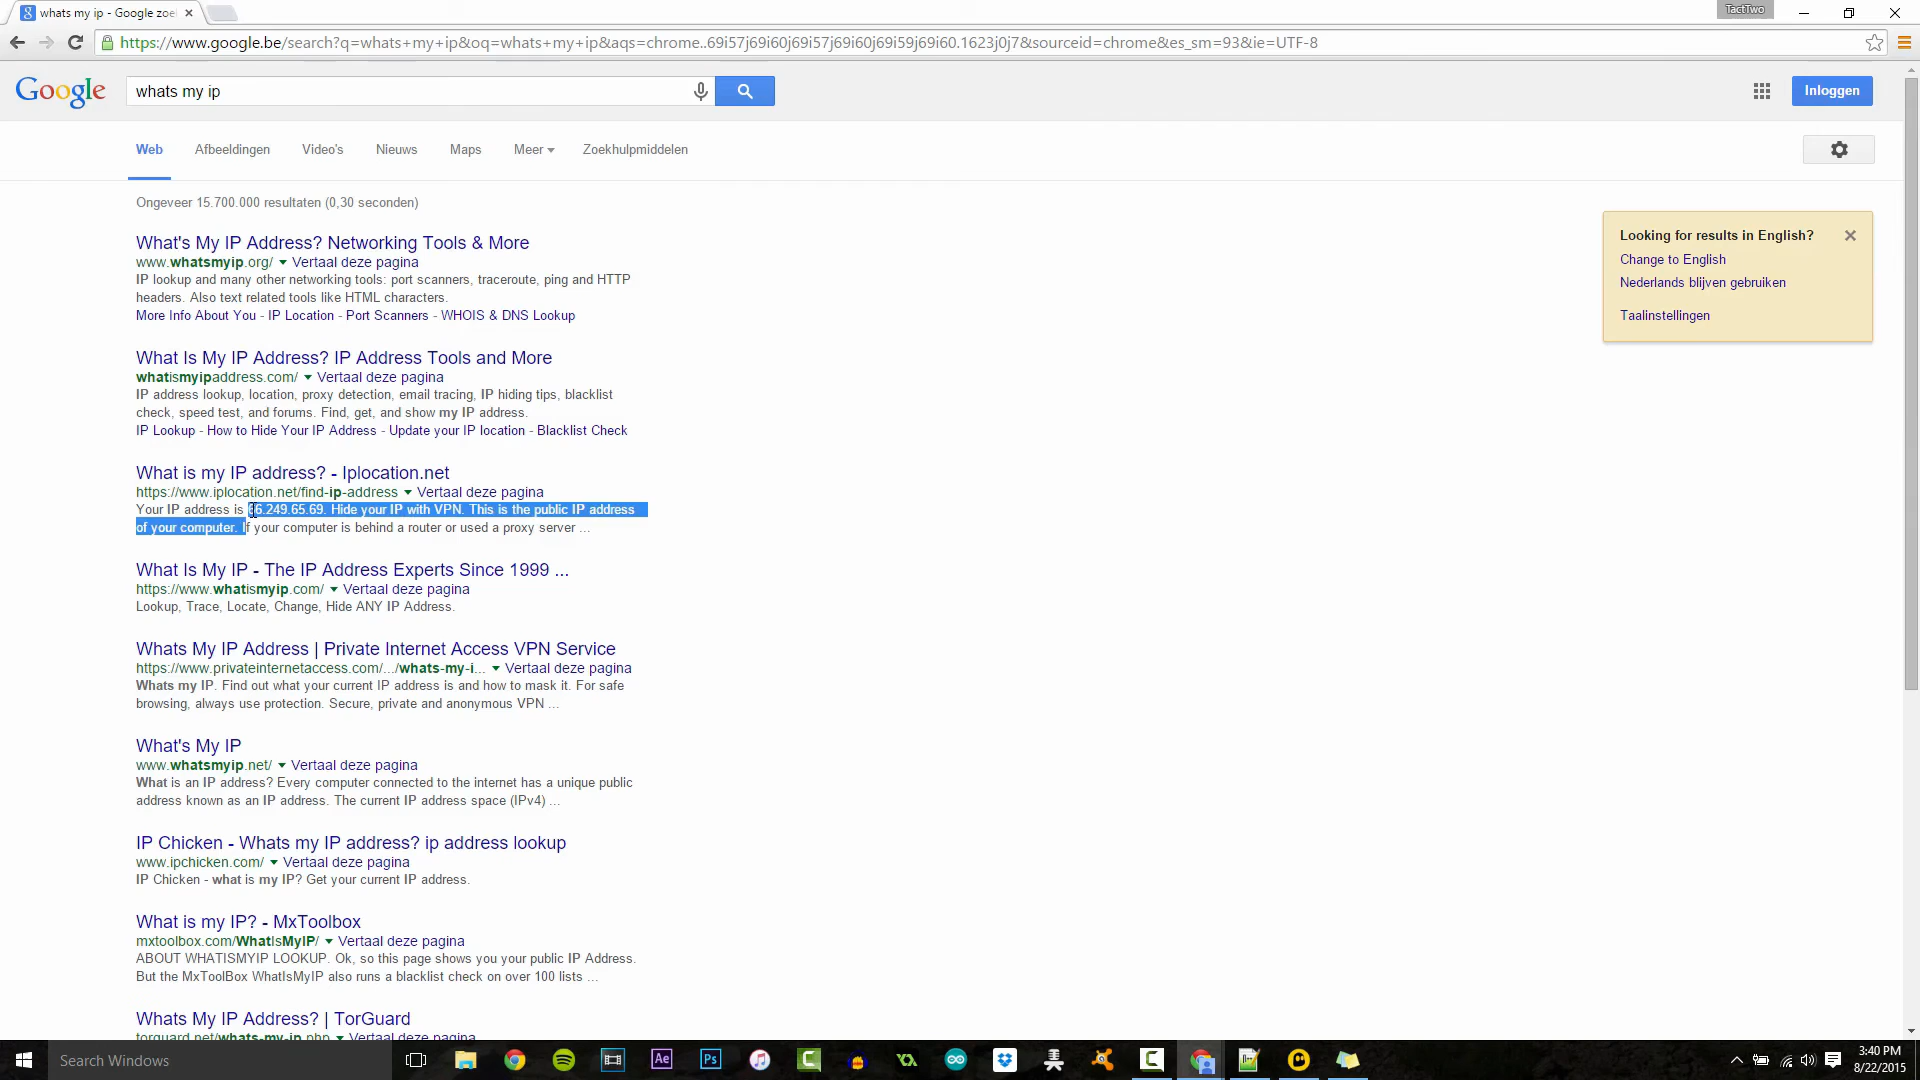 whats my ip - Google zoe
TactTwo
https://www.google.be/search?q=whats+my+ip&oq=whats+my+ip&aqs=chrome..69i57j69i60j69i57j69i60j69i59j69i60.1623j0j7&sourceid=chrome&es_sm=93&ie=UTF-8
Google
whats my ip
Inloggen
Web Afbeeldingen Video's Nieuws Maps Meer Zoekhulpmiddelen
Ongeveer 15.700.000 resultaten (0,30 seconden)
Looking for results in English?
Change to English
Nederlands blijven gebruiken
Taalinstellingen
What's My IP Address? Networking Tools & More
www.whatsmyip.org/ Vertaal deze pagina
IP lookup and many other networking tools: port scanners, traceroute, ping and HTTP
headers. Also text related tools like HTML characters.
More Info About You - IP Location - Port Scanners - WHOIS & DNS Lookup
What Is My IP Address? IP Address Tools and More
whatismyipaddress.com/ Vertaal deze pagina
IP address lookup, location, proxy detection, email tracing, IP hiding tips, blacklist
check, speed test, and forums. Find, get, and show my IP address.
IP Lookup - How to Hide Your IP Address - Update your IP location - Blacklist Check
What is my IP address? - Iplocation.net
https://www.iplocation.net/find-ip-address Vertaal deze pagina
Your IP address is 66.249.65.69. Hide your IP with VPN. This is the public IP address
of your computer. If your computer is behind a router or used a proxy server ...
What Is My IP - The IP Address Experts Since 1999 ...
https://www.whatismyip.com/ Vertaal deze pagina
Lookup, Trace, Locate, Change, Hide ANY IP Address.
Whats My IP Address | Private Internet Access VPN Service
https://www.privateinternetaccess.com/.../whats-my-i... Vertaal deze pagina
Whats my IP. Find out what your current IP address is and how to mask it. For safe
browsing, always use protection. Secure, private and anonymous VPN ...
What's My IP
www.whatsmyip.net/ Vertaal deze pagina
What is an IP address? Every computer connected to the internet has a unique public
address known as an IP address. The current IP address space (IPv4) ...
IP Chicken - Whats my IP address? ip address lookup
www.ipchicken.com/ Vertaal deze pagina
IP Chicken - what is my IP? Get your current IP address.
What is my IP? - MxToolbox
mxtoolbox.com/WhatIsMyIP/ Vertaal deze pagina
ABOUT WHATISMYIP LOOKUP. Ok, so this page shows you your public IP Address.
But the MxToolBox WhatIsMyIP also runs a blacklist check on over 100 lists ...
Whats My IP Address? | TorGuard
torguard.net/whats-my-ip.php Vertaal deze pagina
Search Windows
Ae
Ps
3:40 PM
8/22/2015